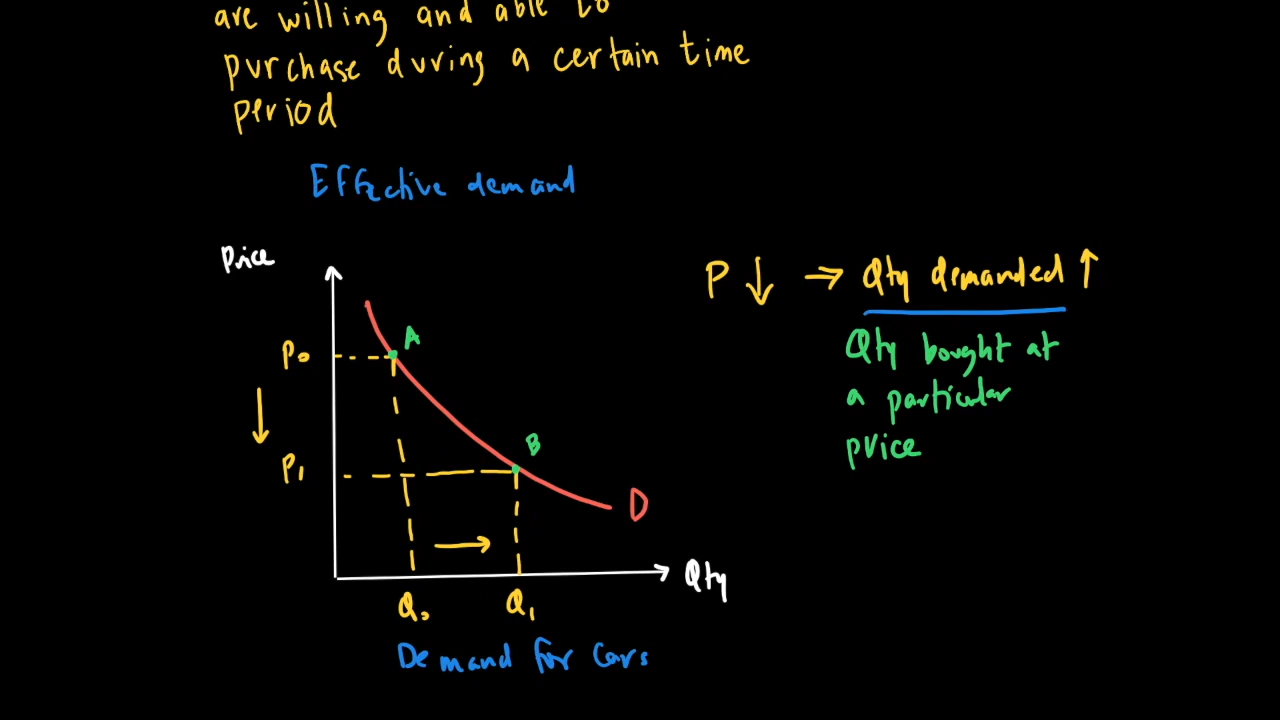 are willing and able to
purchase during a certain time
period
Effective demand
Price
P ↓ ⇒ Qty demanded ↑
Qty bought at
a particular
price
A
P₀
B
P₁
D
Qty
Q₀ Q₁
Demand for Cars